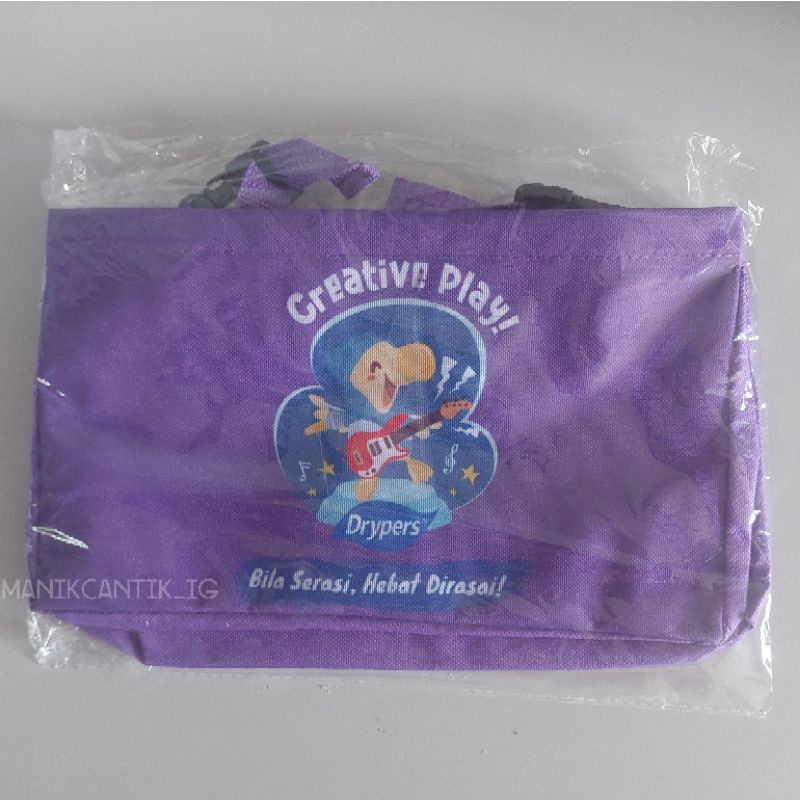 Creative Play!
Drypers
Bila Serasi, Hebat Dirasai!
MANIKCANTIK_IG